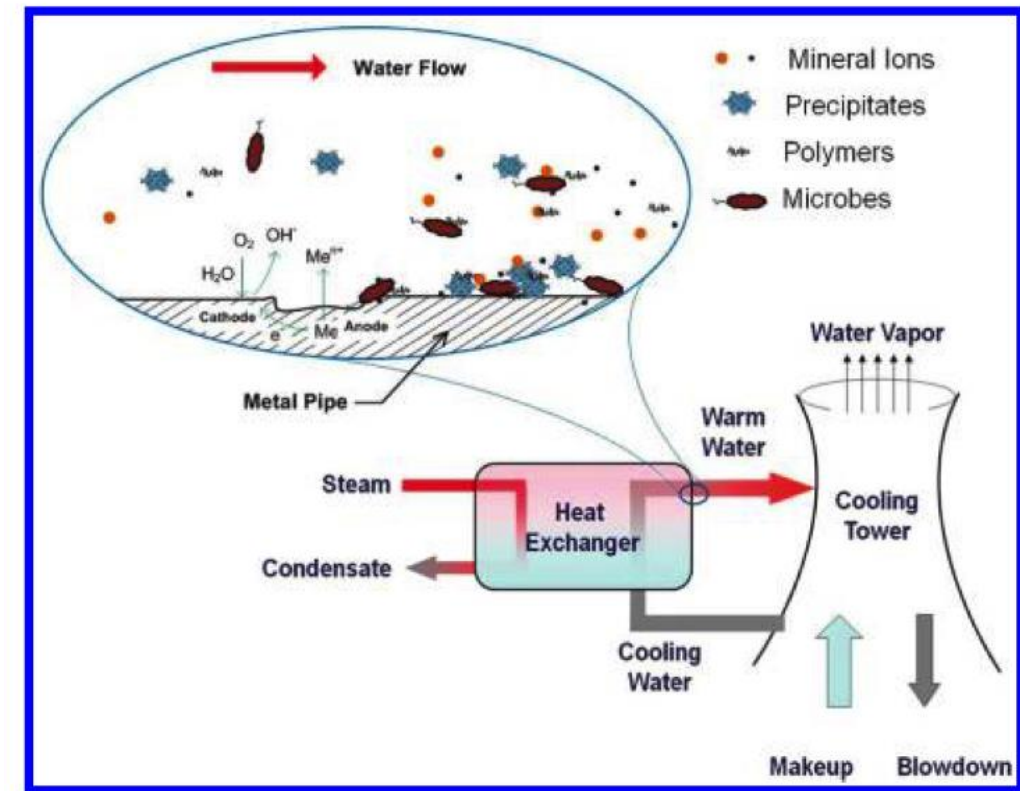 Water Flow
Mineral Ions
Precipitates
Polymers
Microbes
O₂
OH⁻
Meⁿ⁺
H₂O
Cathode
e⁻
Me
Anode
Metal Pipe
Water Vapor
Warm
Water
Steam
Heat
Exchanger
Cooling
Tower
Condensate
Cooling
Water
Makeup
Blowdown